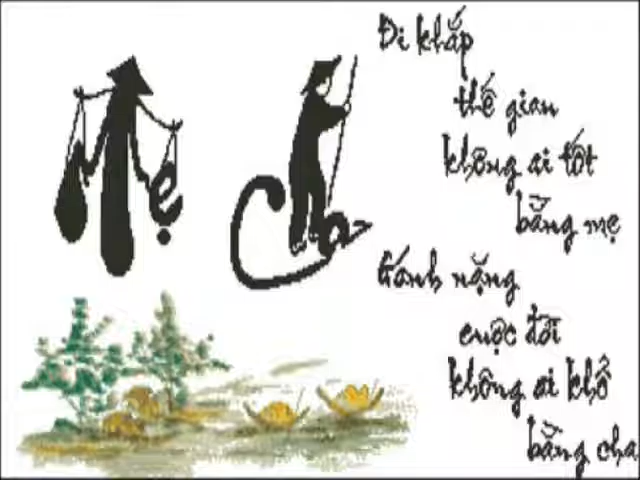 Mẹ Cha
Đi khắp
thế gian
không ai tốt
bằng mẹ
Gánh nặng
cuộc đời
không ai khổ
bằng cha